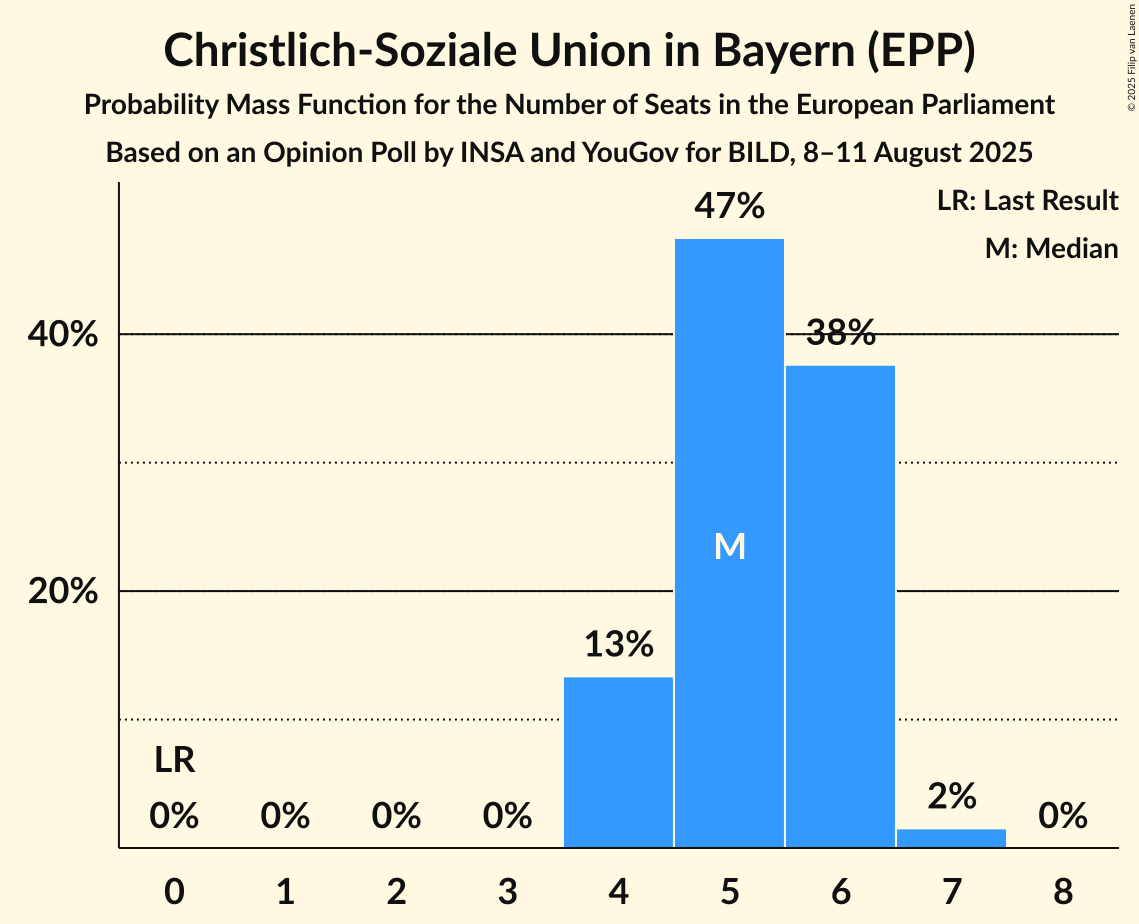 Christlich-Soziale Union in Bayern (EPP)
Probability Mass Function for the Number of Seats in the European Parliament
Based on an Opinion Poll by INSA and YouGov for BILD, 8–11 August 2025
© 2025 Filip van Laenen
LR: Last Result
M: Median
47%
40%
38%
M
20%
13%
LR
0% 0% 0% 0% 2% 0%
0 1 2 3 4 5 6 7 8